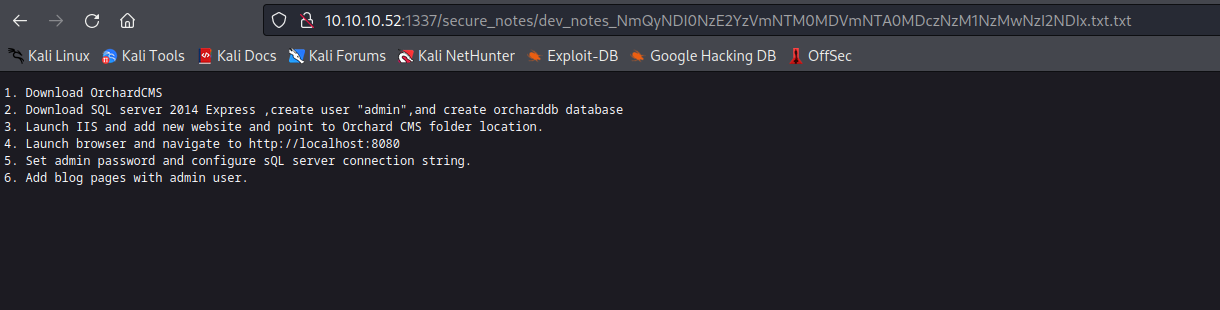 10.10.10.52:1337/secure_notes/dev_notes_NmQyNDI0NzE2YzVmNTM0MDVmNTA0MDczNzM1NzMwNzI2NDIx.txt.txt
Kali Linux Kali Tools Kali Docs Kali Forums Kali NetHunter Exploit-DB Google Hacking DB OffSec
1. Download OrchardCMS
2. Download SQL server 2014 Express ,create user "admin",and create orcharddb database
3. Launch IIS and add new website and point to Orchard CMS folder location.
4. Launch browser and navigate to http://localhost:8080
5. Set admin password and configure sQL server connection string.
6. Add blog pages with admin user.